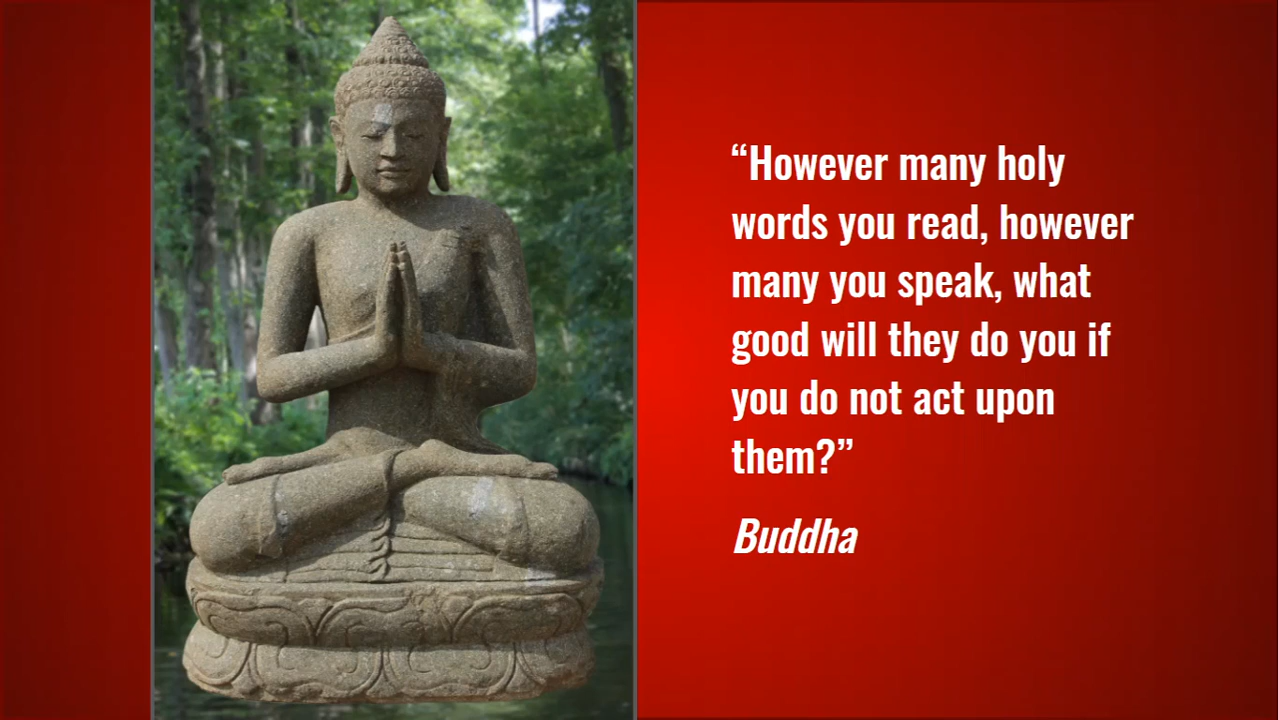 “However many holy
words you read, however
many you speak, what
good will they do you if
you do not act upon
them?”
Buddha